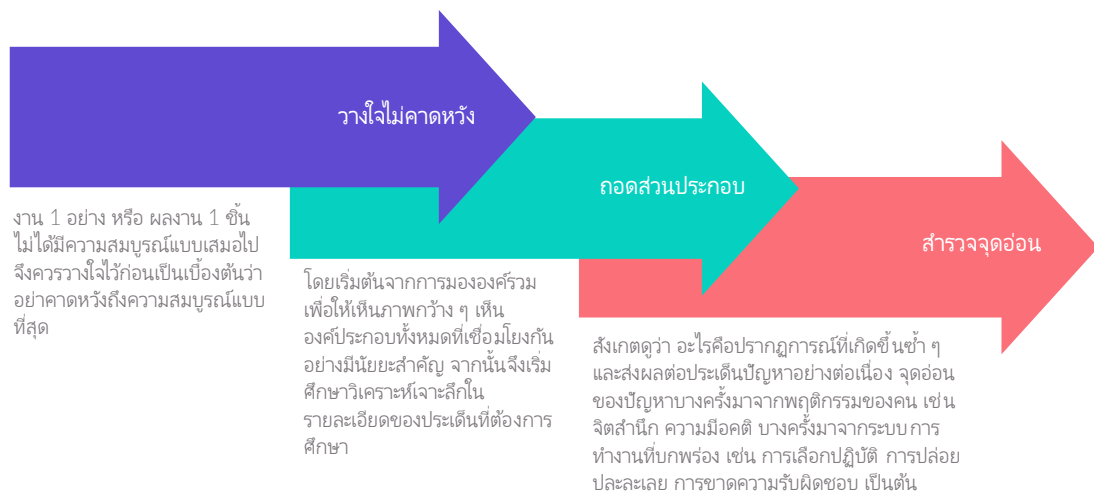 วางใจไม่คาดหวัง
งาน 1 อย่าง หรือ ผลงาน 1 ชิ้น
ไม่ได้มีความสมบูรณ์แบบเสมอไป
จึงควรวางใจไว้ก่อนเป็นเบื้องต้นว่า
อย่าคาดหวังถึงความสมบูรณ์แบบ
ที่สุด
ถอดส่วนประกอบ
โดยเริ่มต้นจากการมององค์รวม
เพื่อให้เห็นภาพกว้าง ๆ เห็น
องค์ประกอบทั้งหมดที่เชื่อมโยงกัน
อย่างมีนัยยะสำคัญ จากนั้นจึงเริ่ม
ศึกษาวิเคราะห์เจาะลึกใน
รายละเอียดของประเด็นที่ต้องการ
ศึกษา
สำรวจจุดอ่อน
สังเกตดูว่า อะไรคือปรากฏการณ์ที่เกิดขึ้นซ้ำ ๆ
และส่งผลต่อประเด็นปัญหาอย่างต่อเนื่อง จุดอ่อน
ของปัญหาบางครั้งมาจากพฤติกรรมของคน เช่น
จิตสำนึก ความมีอคติ บางครั้งมาจากระบบการ
ทำงานที่บกพร่อง เช่น การเลือกปฏิบัติ การปล่อย
ปละละเลย การขาดความรับผิดชอบ เป็นต้น